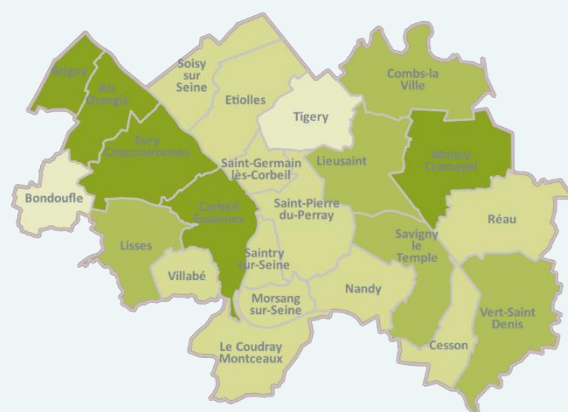 Grigny
Ris
Orangis
Soisy
sur
Seine
Etiolles
Combs-la
Ville
Tigery
Evry
Courcouronnes
Saint-Germain
lès-Corbeil
Lieusaint
Moissy
Cramayel
Bondoufle
Corbeil
Essonnes
Saint-Pierre
du-Perray
Réau
Lisses
Savigny
le
Temple
Saintry
sur-Seine
Villabé
Nandy
Morsang
sur-Seine
Vert-Saint
Denis
Le Coudray
Montceaux
Cesson